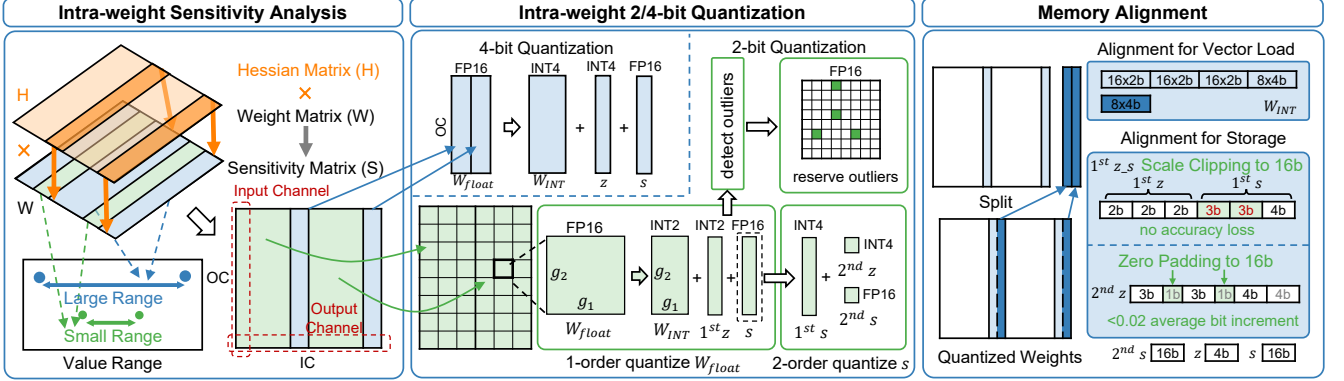 Intra-weight Sensitivity Analysis
H
×
W
Hessian Matrix (H)
×
Weight Matrix (W)
Sensitivity Matrix (S)
Input Channel
OC
Output
Channel
IC
Large Range
Small Range
Value Range
Intra-weight 2/4-bit Quantization
4-bit Quantization
FP16 INT4 INT4 FP16
OC
+ +
W_float W_INT z s
2-bit Quantization
detect outliers
FP16
reserve outliers
FP16 INT2 INT2 FP16 INT4
g_2 g_2 + + +
g_1 g_1
W_float W_INT 1^st z s 1^st s
INT4
2^nd z
FP16
2^nd s
1-order quantize W_float
2-order quantize s
Memory Alignment
Split
Quantized Weights
Alignment for Vector Load
16x2b 16x2b 16x2b 8x4b
8x4b W_INT
Alignment for Storage
1^st z_s Scale Clipping to 16b
1^st z 1^st s
2b 2b 2b 3b 3b 4b
no accuracy loss
Zero Padding to 16b
2^nd z 3b 1b 3b 1b 4b 4b
<0.02 average bit increment
2^nd s 16b z 4b s 16b